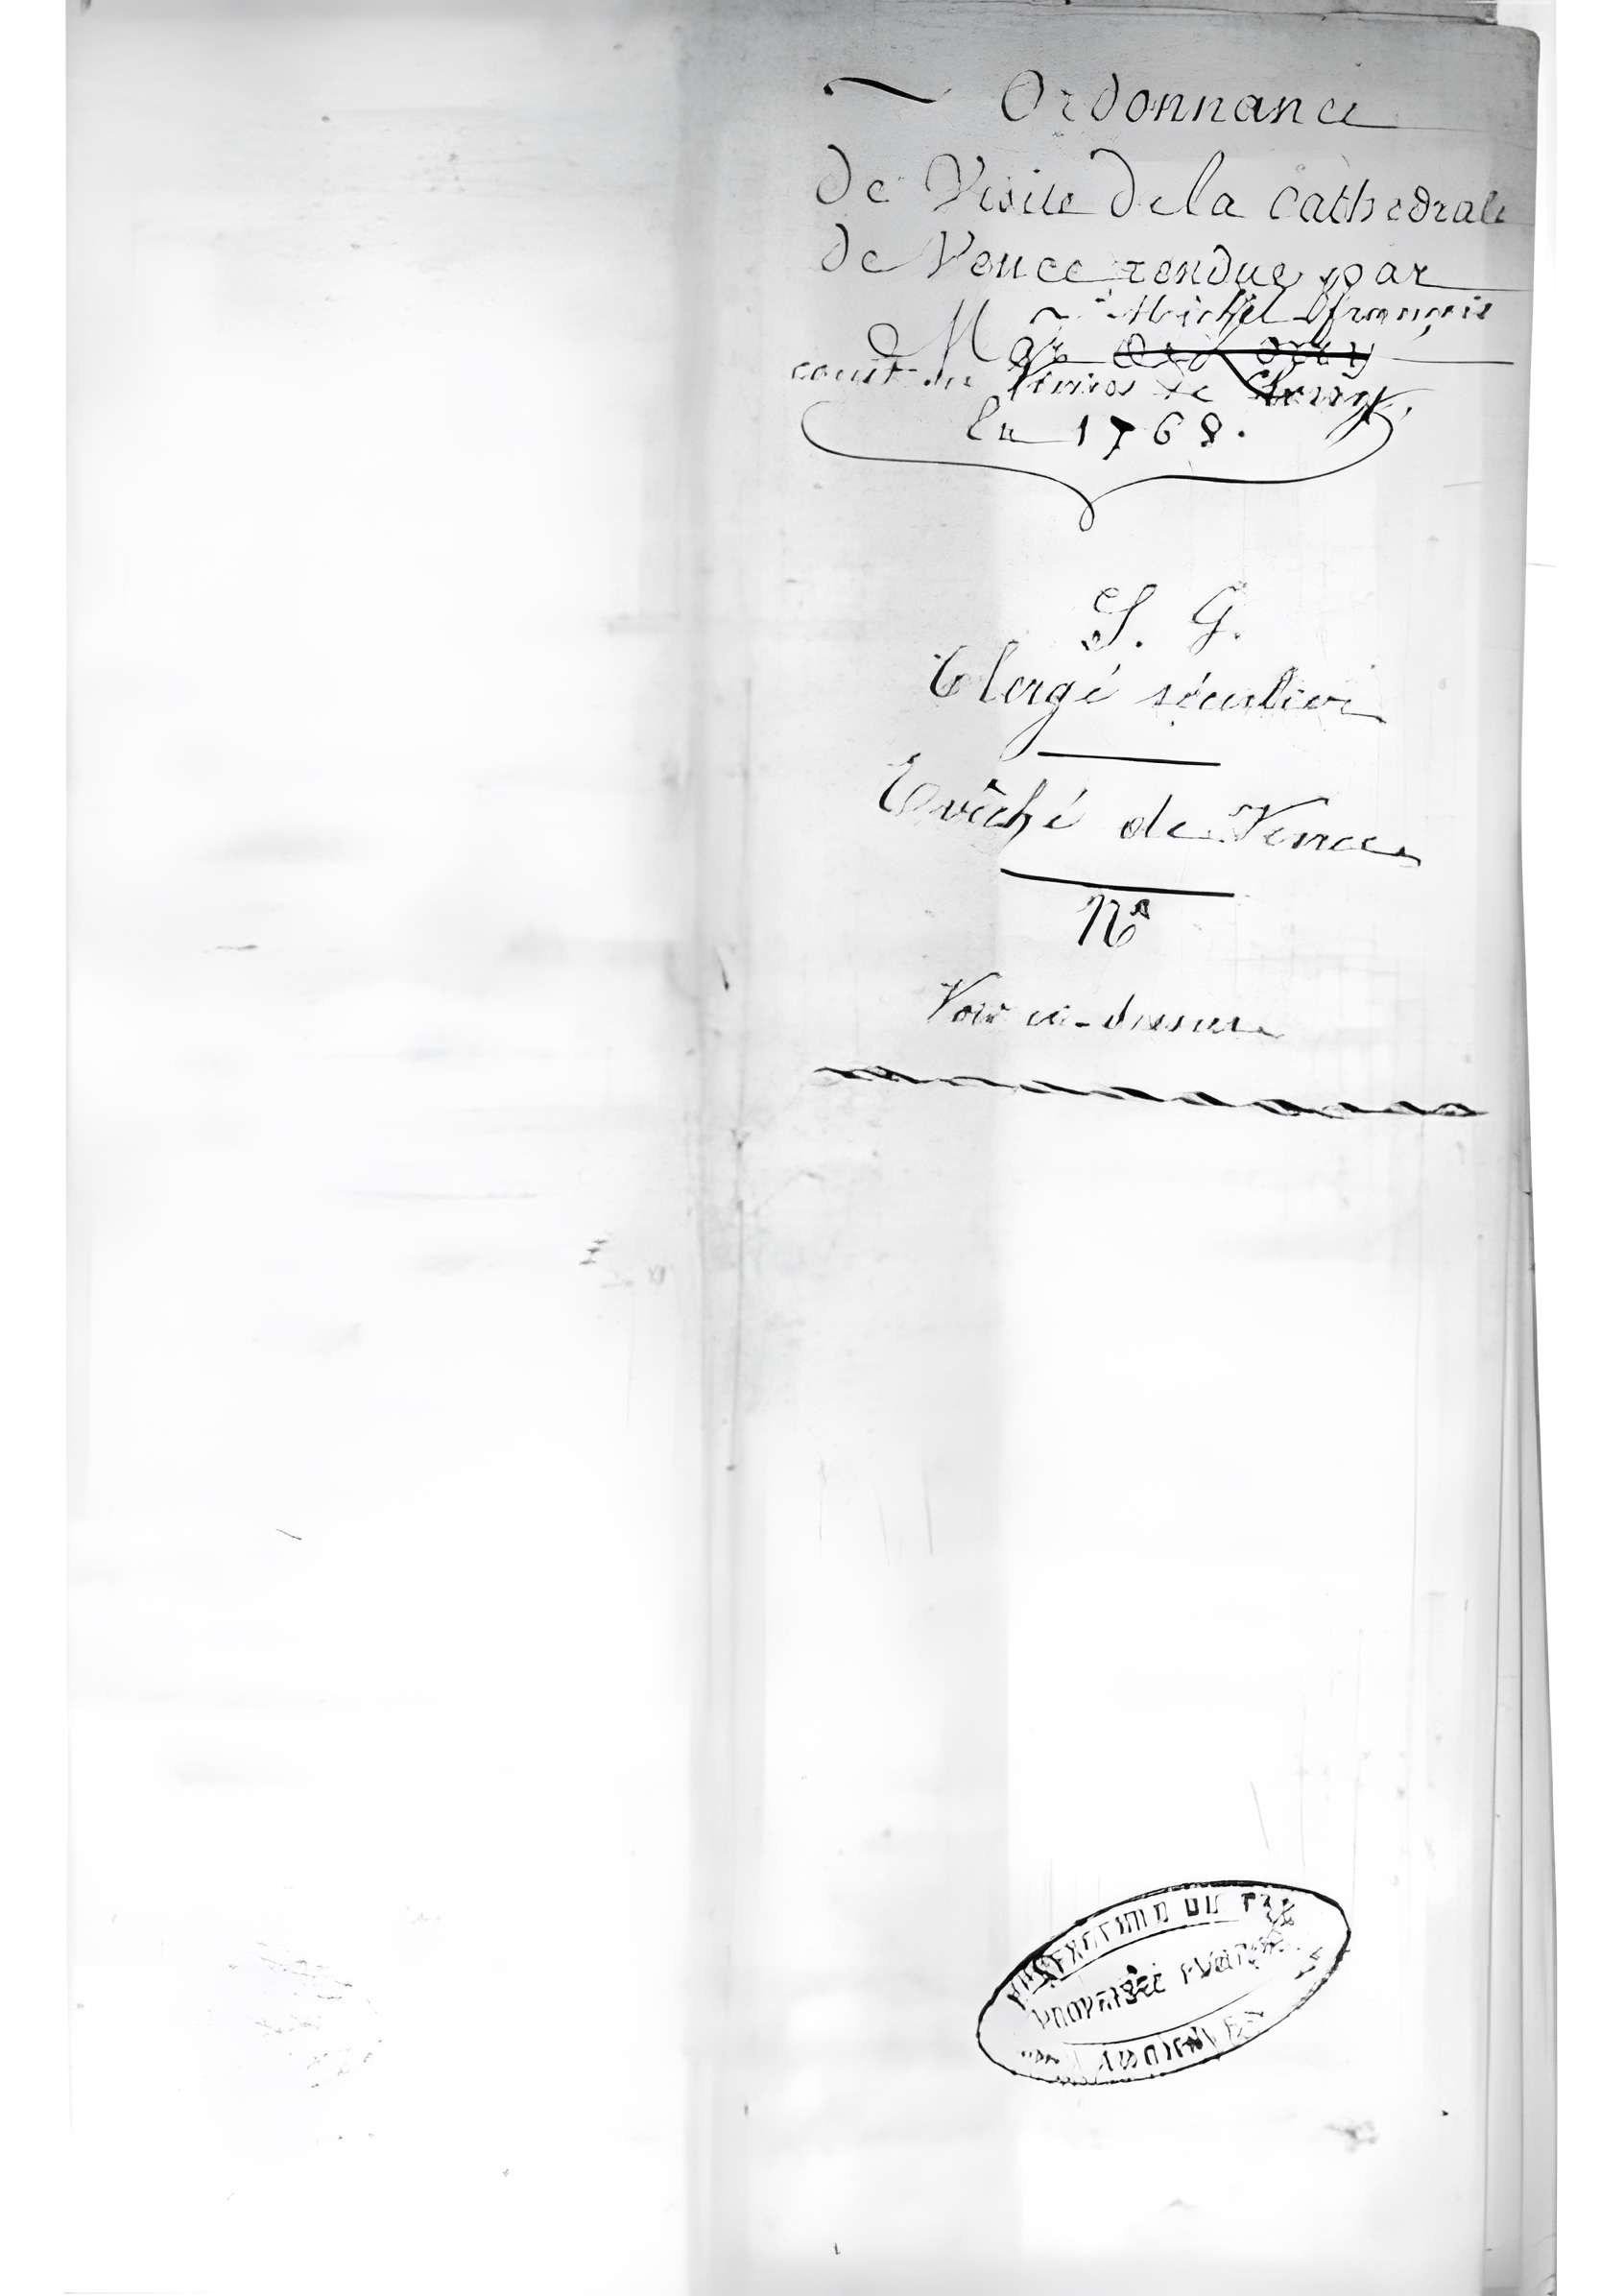 Ordonnance
de Visite de la Cathedrale
de Vence rendue par
Michel françois
Mgr
comte du de
En 1768.
S. G.
Clergé séculier
Evêché de Vence
N°
Voir ci-dessus